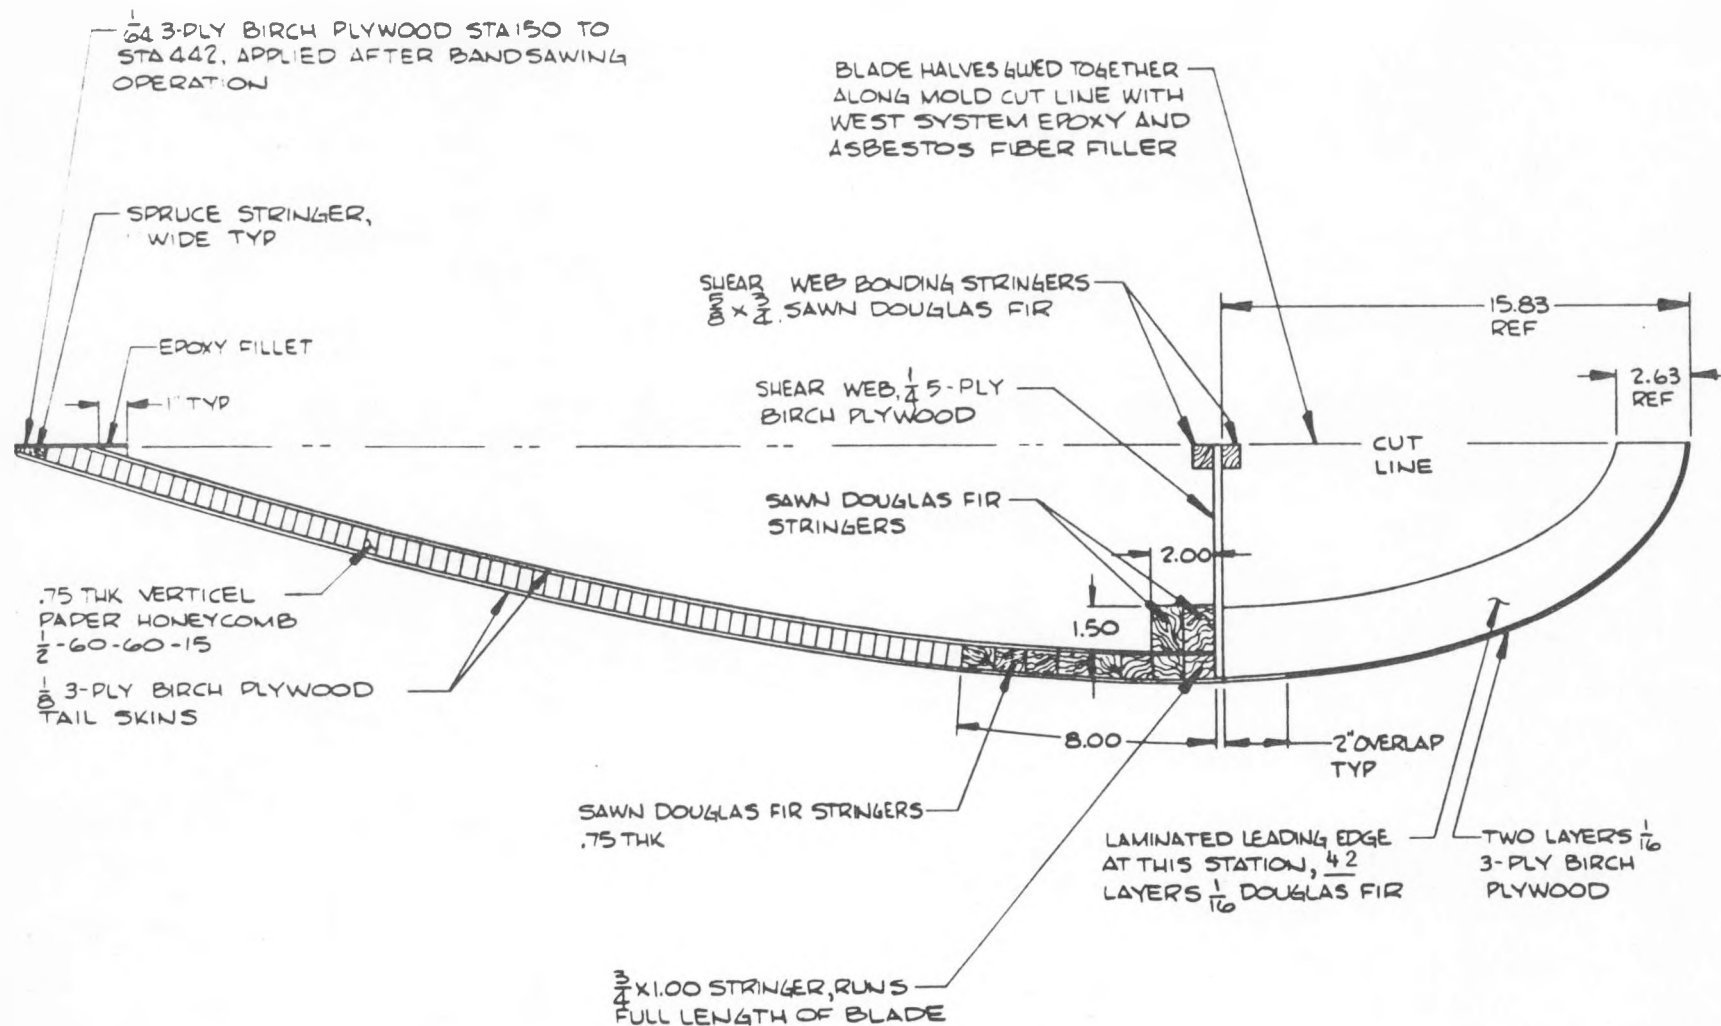 1/64 3-PLY BIRCH PLYWOOD STA 150 TO
STA 442, APPLIED AFTER BANDSAWING
OPERATION
BLADE HALVES GLUED TOGETHER
ALONG MOLD CUT LINE WITH
WEST SYSTEM EPOXY AND
ASBESTOS FIBER FILLER
SPRUCE STRINGER,
WIDE TYP
SHEAR WEB BONDING STRINGERS
5/8 x 3/4 SAWN DOUGLAS FIR
15.83
REF
EPOXY FILLET
2.63
REF
1" TYP
SHEAR WEB, 1/4 5-PLY
BIRCH PLYWOOD
CUT
LINE
SAWN DOUGLAS FIR
STRINGERS
2.00
1.50
.75 THK VERTICEL
PAPER HONEYCOMB
1/2-60-60-15
1/8 3-PLY BIRCH PLYWOOD
TAIL SKINS
8.00
2" OVERLAP
TYP
SAWN DOUGLAS FIR STRINGERS
.75 THK
LAMINATED LEADING EDGE
AT THIS STATION, 42
LAYERS 1/16 DOUGLAS FIR
TWO LAYERS 1/16
3-PLY BIRCH
PLYWOOD
3/4 x 1.00 STRINGER, RUNS
FULL LENGTH OF BLADE